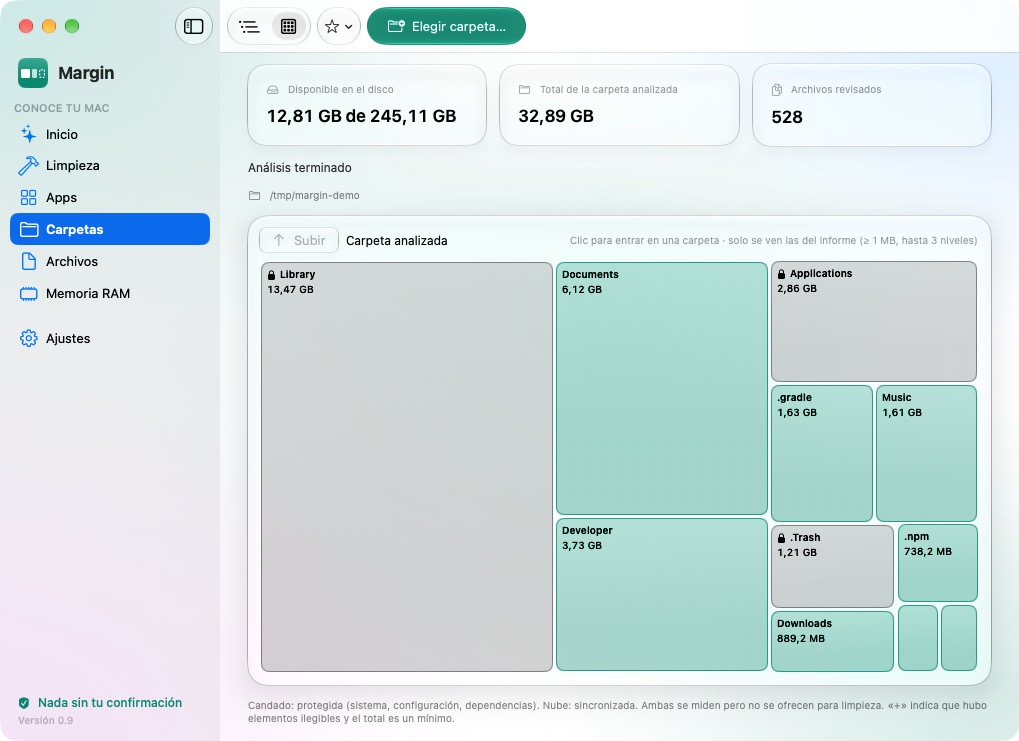 Elegir carpeta...
Margin
CONOCE TU MAC
Inicio
Limpieza
Apps
Carpetas
Archivos
Memoria RAM
Ajustes
Nada sin tu confirmación
Versión 0.9
Disponible en el disco
12,81 GB de 245,11 GB
Total de la carpeta analizada
32,89 GB
Archivos revisados
528
Análisis terminado
/tmp/margin-demo
Subir
Carpeta analizada
Clic para entrar en una carpeta · solo se ven las del informe (≥ 1 MB, hasta 3 niveles)
Library
13,47 GB
Documents
6,12 GB
Developer
3,73 GB
Applications
2,86 GB
.gradle
1,63 GB
Music
1,61 GB
.Trash
1,21 GB
.npm
738,2 MB
Downloads
889,2 MB
Candado: protegida (sistema, configuración, dependencias). Nube: sincronizada. Ambas se miden pero no se ofrecen para limpieza. «+» indica que hubo
elementos ilegibles y el total es un mínimo.